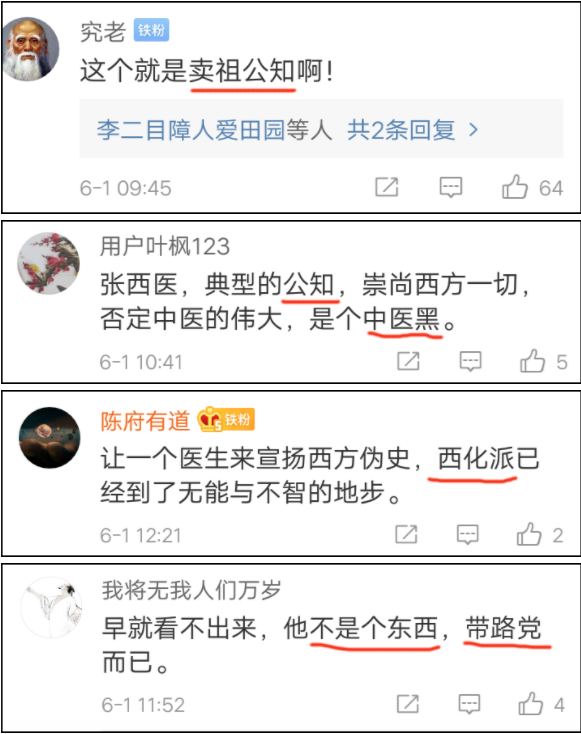 究老 铁粉
这个就是卖祖公知啊！
李二目障人爱田园等人 共2条回复 >
6-1 09:45 64
用户叶枫123
张西医，典型的公知，崇尚西方一切，
否定中医的伟大，是个中医黑。
6-1 10:41 5
陈府有道 5 铁粉
让一个医生来宣扬西方伪史，西化派已
经到了无能与不智的地步。
6-1 12:21 2
我将无我人们万岁
早就看不出来，他不是个东西，带路党
而已。
6-1 11:52 4